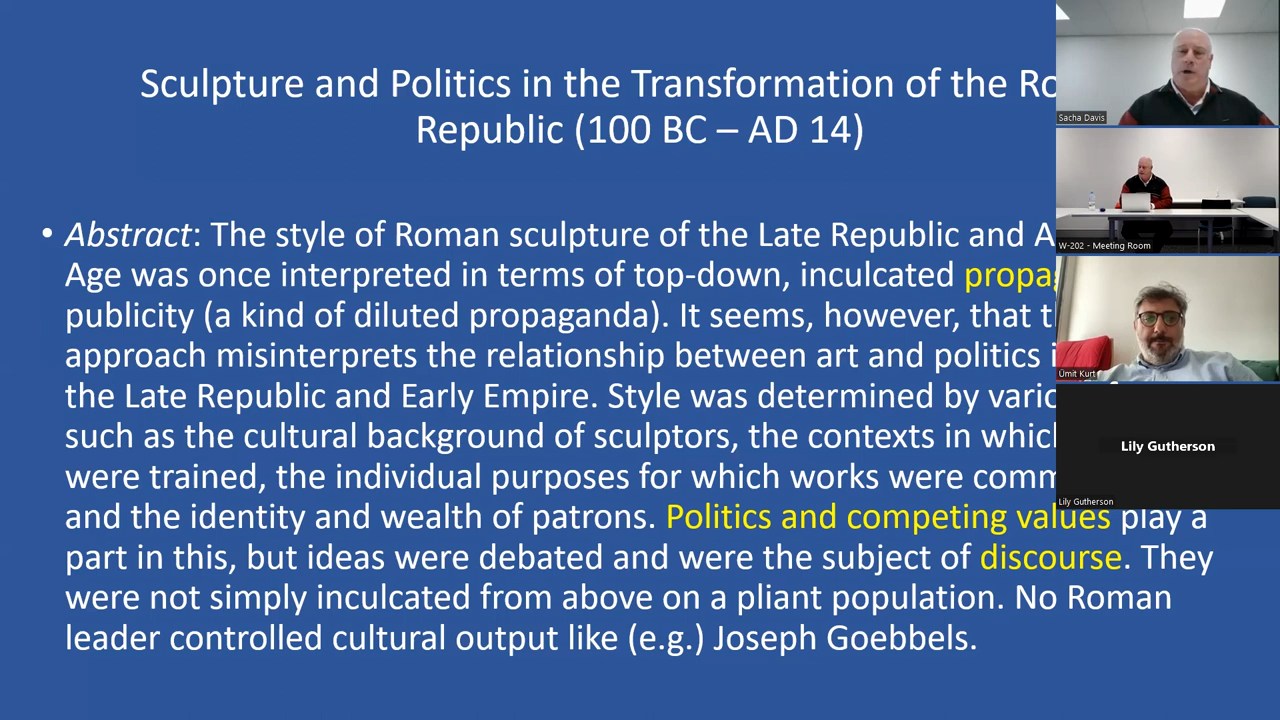 Sculpture and Politics in the Transformation of the Ro
Republic (100 BC – AD 14)
• Abstract: The style of Roman sculpture of the Late Republic and A
Age was once interpreted in terms of top-down, inculcated propag
publicity (a kind of diluted propaganda). It seems, however, that t
approach misinterprets the relationship between art and politics i
the Late Republic and Early Empire. Style was determined by vario
such as the cultural background of sculptors, the contexts in which
were trained, the individual purposes for which works were comm
and the identity and wealth of patrons. Politics and competing values play a
part in this, but ideas were debated and were the subject of discourse. They
were not simply inculcated from above on a pliant population. No Roman
leader controlled cultural output like (e.g.) Joseph Goebbels.
Sacha Davis
W-202 - Meeting Room
Ümit Kurt
Lily Gutherson
Lily Gutherson